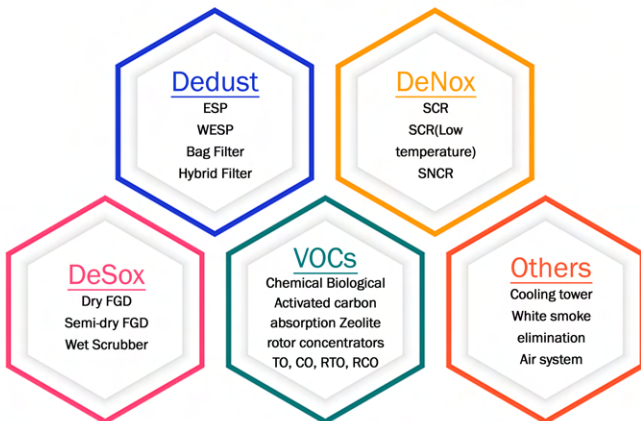 Dedust
ESP
WESP
Bag Filter
Hybrid Filter
DeNox
SCR
SCR(Low
temperature)
SNCR
DeSox
Dry FGD
Semi-dry FGD
Wet Scrubber
VOCs
Chemical Biological
Activated carbon
absorption Zeolite
rotor concentrators
TO, CO, RTO, RCO
Others
Cooling tower
White smoke
elimination
Air system